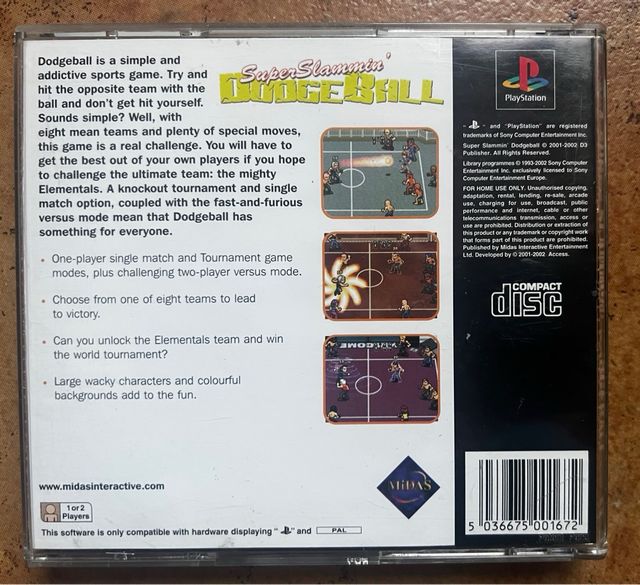 Dodgeball is a simple and
addictive sports game. Try and
hit the opposite team with the
ball and don't get hit yourself.
Sounds simple? Well, with
eight mean teams and plenty of special moves,
this game is a real challenge. You will have to
get the best out of your own players if you hope
to challenge the ultimate team: the mighty
Elementals. A knockout tournament and single
match option, coupled with the fast-and-furious
versus mode mean that Dodgeball has
something for everyone.
• One-player single match and Tournament game
modes, plus challenging two-player versus mode.
• Choose from one of eight teams to lead
to victory.
• Can you unlock the Elementals team and win
the world tournament?
• Large wacky characters and colourful
backgrounds add to the fun.
www.midasinteractive.com
1 or 2
Players
This software is only compatible with hardware displaying " " and PAL
Super Slammin'
DODGEBALL
MiDAS
PlayStation
" " and "PlayStation" are registered
trademarks of Sony Computer Entertainment Inc.
Super Slammin' Dodgeball © 2001-2002 D3
Publisher. All Rights Reserved.
Library programmes © 1993-2002 Sony Computer
Entertainment Inc. exclusively licensed to Sony
Computer Entertainment Europe.
FOR HOME USE ONLY. Unauthorised copying,
adaptation, rental, lending, re-sale, arcade
use, charging for use, broadcast, public
performance and internet, cable or other
telecommunications transmission, access or
use are prohibited. Distribution or extraction of
this product or any trademark or copyright work
that forms part of this product are prohibited.
Published by Midas Interactive Entertainment
Ltd. Developed by © 2001-2002 Access.
COMPACT
disc
5 036675 001672